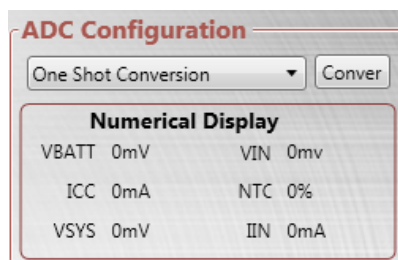 ADC Configuration
One Shot Conversion Conver
Numerical Display
VBATT 0mV VIN 0mv
ICC 0mA NTC 0%
VSYS 0mV IIN 0mA